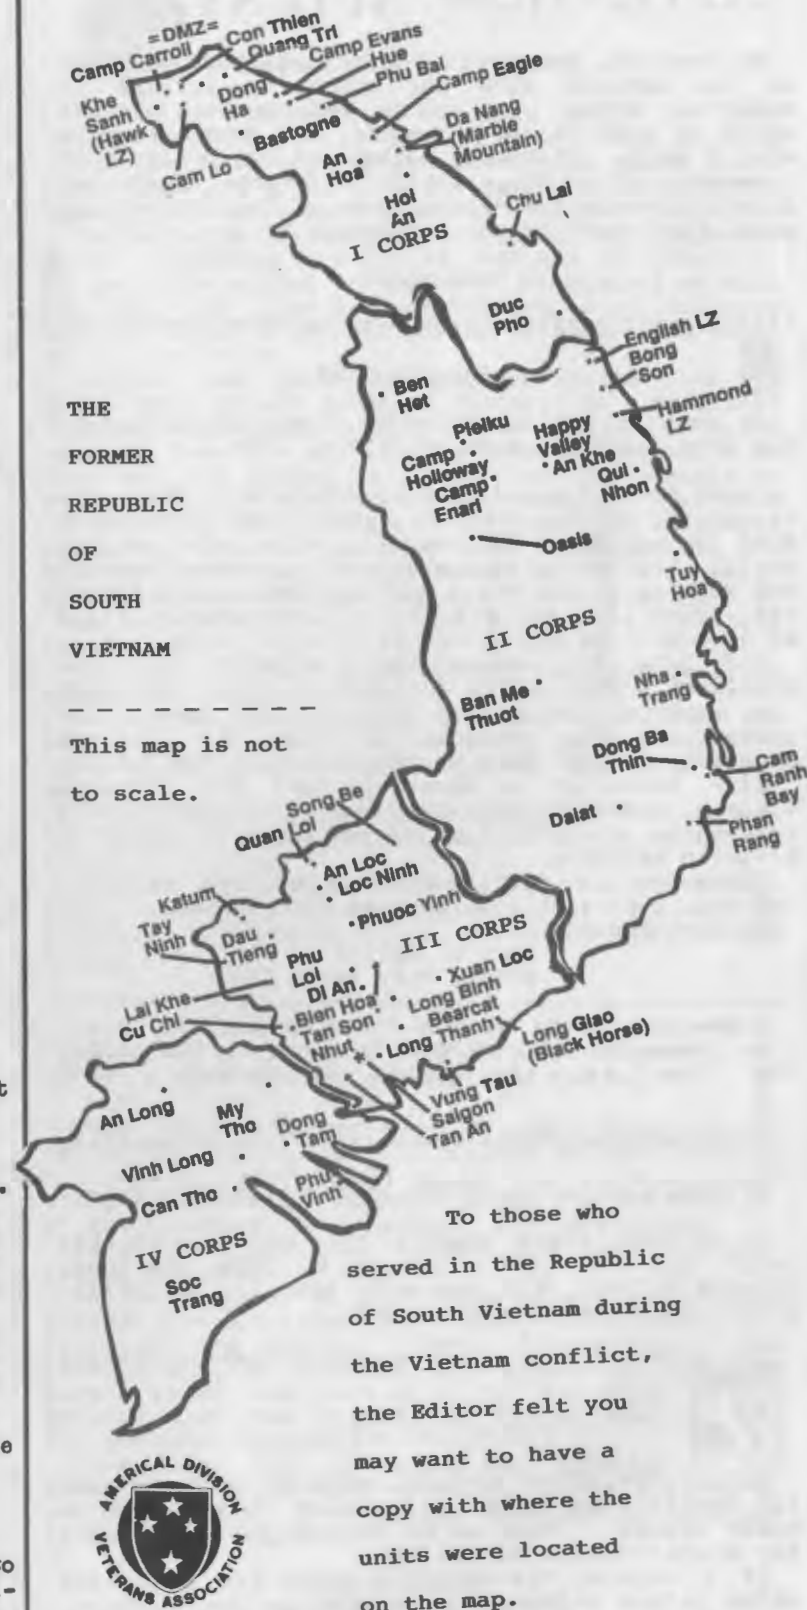 =DMZ=
Con Thien
Camp Carroll
Quang Tri
Camp Evans
Hue
Phu Bai
Camp Eagle
Khe
Sanh
(Hawk
LZ)
Dong
Ha
Da Nang
(Marble
Mountain)
Bastogne
Cam Lo
An
Hoa
Hoi
An
Chu Lai
I CORPS
Duc
Pho
English LZ
Bong
Son
Ben
Het
Hammond
LZ
Pleiku
Happy
Valley
Camp
Holloway
An Khe
Camp
Enari
Qui
Nhon
Oasis
Tuy
Hoa
II CORPS
Ban Me
Thuot
Nha
Trang
Dong Ba
Thin
Cam
Ranh
Bay
Dalat
Phan
Rang
THE
FORMER
REPUBLIC
OF
SOUTH
VIETNAM
- - - - - - - - - -
This map is not
to scale.
Song Be
Quan Loi
An Loc
Loc Ninh
Katum
Phuoc Vinh
Tay
Ninh
Dau
Tieng
III CORPS
Phu
Loi
Di An
Xuan Loc
Lai Khe
Cu Chi
Bien Hoa
Long Binh
Tan Son
Nhut
Bearcat
Long Thanh
Long Giao
(Black Horse)
Vung Tau
Saigon
Tan An
An Long
My
Tho
Dong
Tam
Vinh Long
Phu
Vinh
Can Tho
IV CORPS
Soc
Trang
To those who
served in the Republic
of South Vietnam during
the Vietnam conflict,
the Editor felt you
may want to have a
copy with where the
units were located
on the map.
AMERICAL DIVISION
VETERANS ASSOCIATION